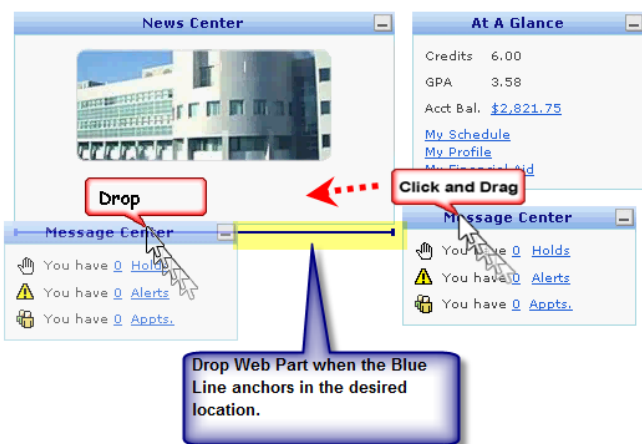 News Center
At A Glance
Credits 6.00
GPA 3.58
Acct Bal. $2,821.75
My Schedule
My Profile
My Financial Aid
Click and Drag
Drop
Message Center
You have 0 Holds
You have 0 Alerts
You have 0 Appts.
Message Center
You have 0 Holds
You have 0 Alerts
You have 0 Appts.
Drop Web Part when the Blue
Line anchors in the desired
location.